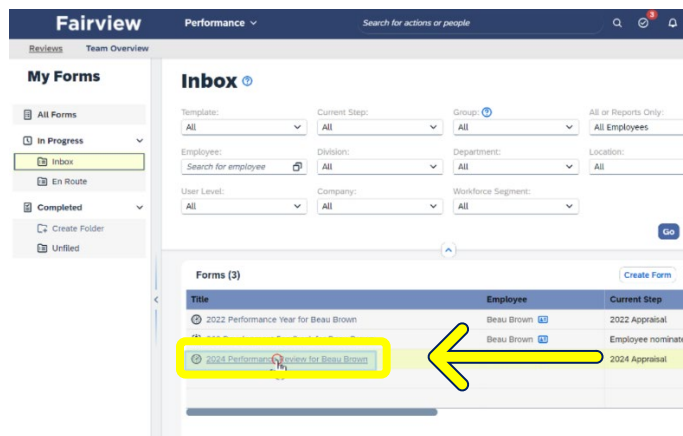 Fairview
Performance
Search for actions or people
3
Reviews
Team Overview
My Forms
All Forms
In Progress
Inbox
En Route
Completed
Create Folder
Unfiled
Inbox
Template:
Current Step:
Group:
All or Reports Only:
All
All
All
All Employees
Employee:
Division:
Department:
Location:
Search for employee
All
All
All
User Level:
Company:
Workforce Segment:
All
All
All
Go
Forms (3)
Create Form
Title
Employee
Current Step
2022 Performance Year for Beau Brown
Beau Brown
2022 Appraisal
Beau Brown
Employee nominate
2024 Performance Review for Beau Brown
2024 Appraisal